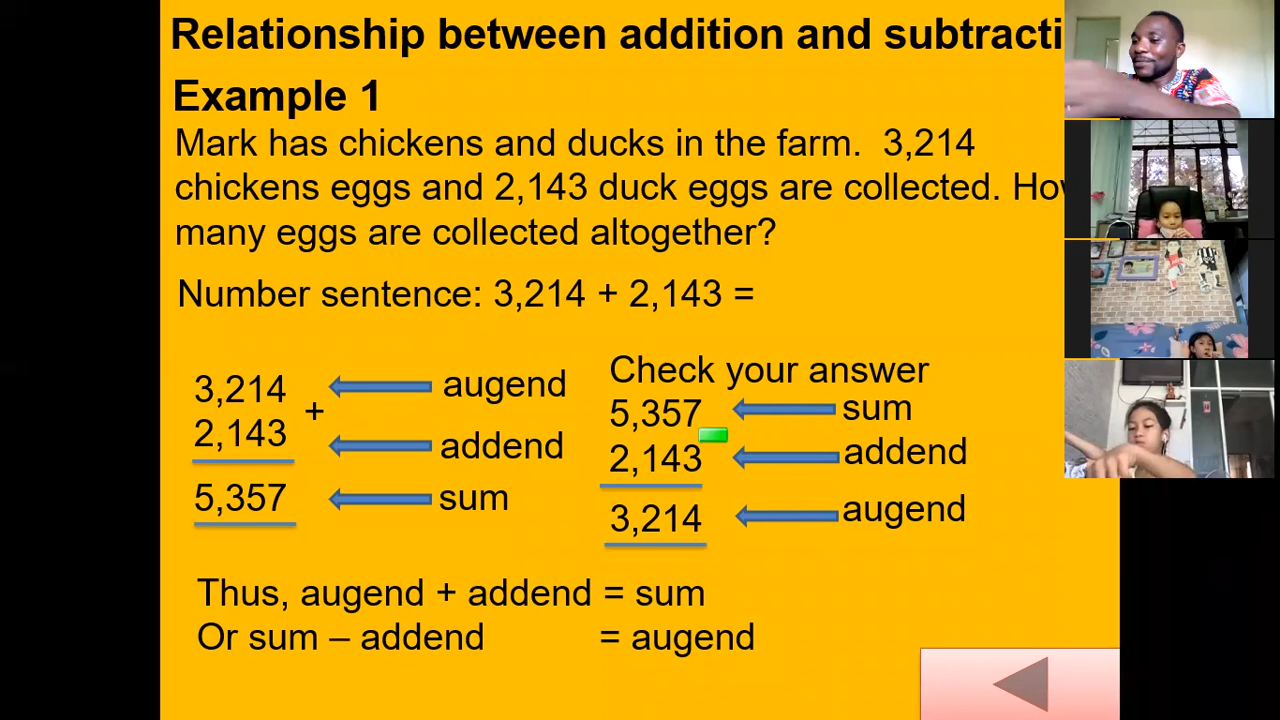 Relationship between addition and subtracti
Example 1
Mark has chickens and ducks in the farm. 3,214
chickens eggs and 2,143 duck eggs are collected. How
many eggs are collected altogether?
Number sentence: 3,214 + 2,143 =
3,214
+
2,143
5,357
augend
addend
sum
Check your answer
5,357
2,143
3,214
sum
addend
augend
Thus, augend + addend = sum
Or sum – addend = augend